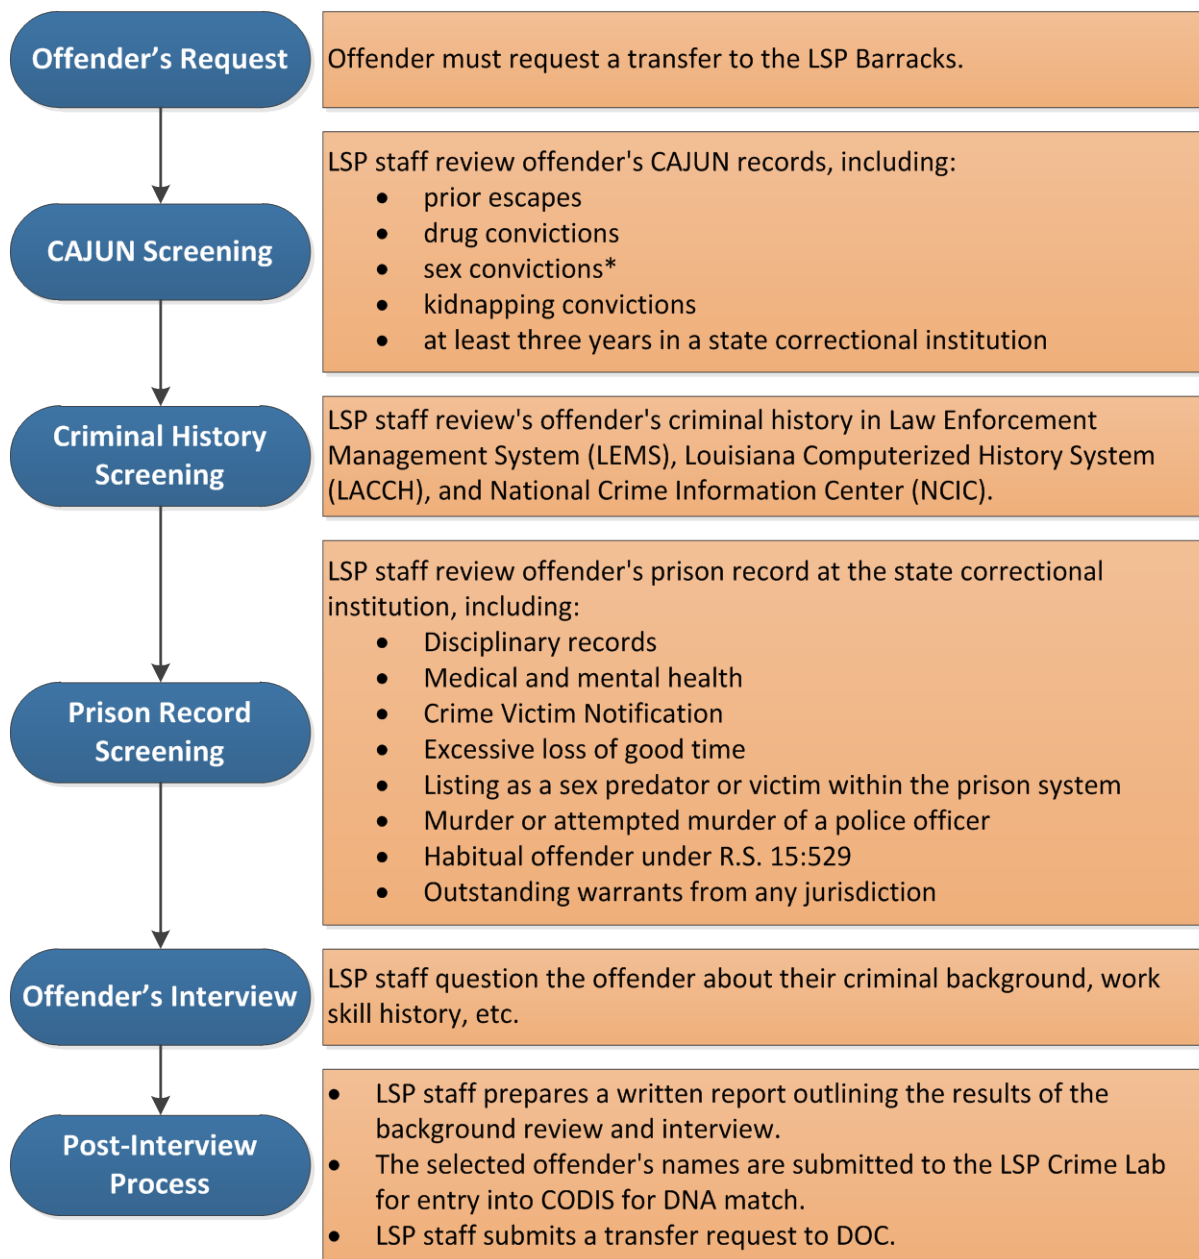 Offender’s Request
Offender must request a transfer to the LSP Barracks.
CAJUN Screening
LSP staff review offender's CAJUN records, including:
• prior escapes
• drug convictions
• sex convictions*
• kidnapping convictions
• at least three years in a state correctional institution
Criminal History
Screening
LSP staff review's offender's criminal history in Law Enforcement
Management System (LEMS), Louisiana Computerized History System
(LACCH), and National Crime Information Center (NCIC).
Prison Record
Screening
LSP staff review offender's prison record at the state correctional
institution, including:
• Disciplinary records
• Medical and mental health
• Crime Victim Notification
• Excessive loss of good time
• Listing as a sex predator or victim within the prison system
• Murder or attempted murder of a police officer
• Habitual offender under R.S. 15:529
• Outstanding warrants from any jurisdiction
Offender’s Interview
LSP staff question the offender about their criminal background, work
skill history, etc.
Post-Interview
Process
• LSP staff prepares a written report outlining the results of the
background review and interview.
• The selected offender's names are submitted to the LSP Crime Lab
for entry into CODIS for DNA match.
• LSP staff submits a transfer request to DOC.